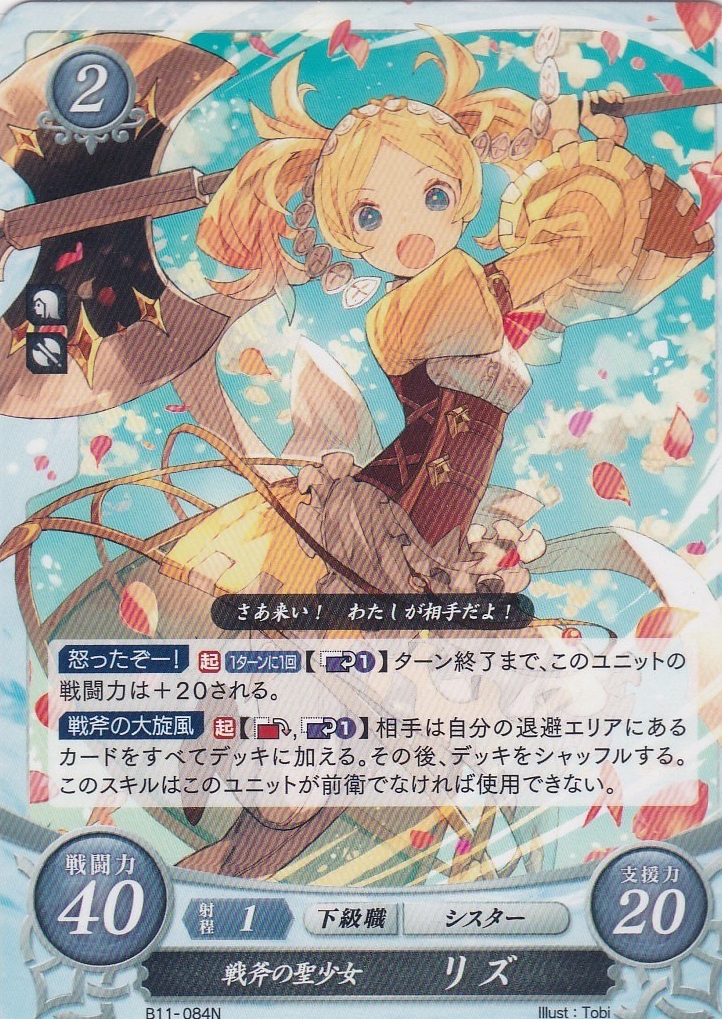 2
さあ来い！ わたしが相手だよ！
怒ったぞー！ 起 1ターンに1回 【1】ターン終了まで、このユニットの
戦闘力は＋20される。
戦斧の大旋風 起【,1】相手は自分の退避エリアにある
カードをすべてデッキに加える。その後、デッキをシャッフルする。
このスキルはこのユニットが前衛でなければ使用できない。
戦闘力
40
射程 1 下級職 シスター
支援力
20
戦斧の聖少女 リズ
B11-084N Illust : Tobi